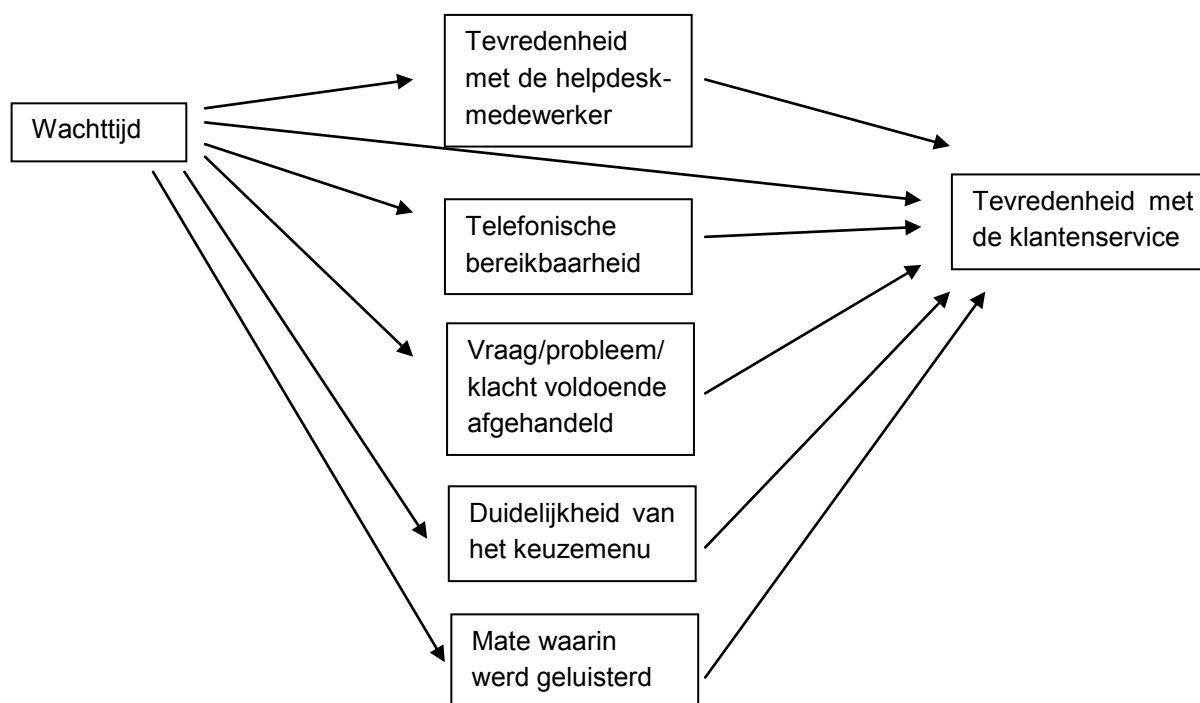 Tevredenheid
met de helpdesk-
medewerker
Wachttijd
Tevredenheid met
de klantenservice
Telefonische
bereikbaarheid
Vraag/probleem/
klacht voldoende
afgehandeld
Duidelijkheid van
het keuzemenu
Mate waarin
werd geluisterd